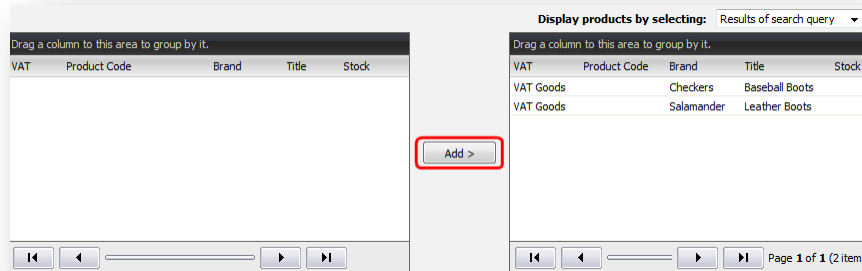 Display products by selecting: Results of search query
Drag a column to this area to group by it.
VAT Product Code Brand Title Stock
Add >
Drag a column to this area to group by it.
VAT Product Code Brand Title Stock
VAT Goods Checkers Baseball Boots
VAT Goods Salamander Leather Boots
Page 1 of 1 (2 item